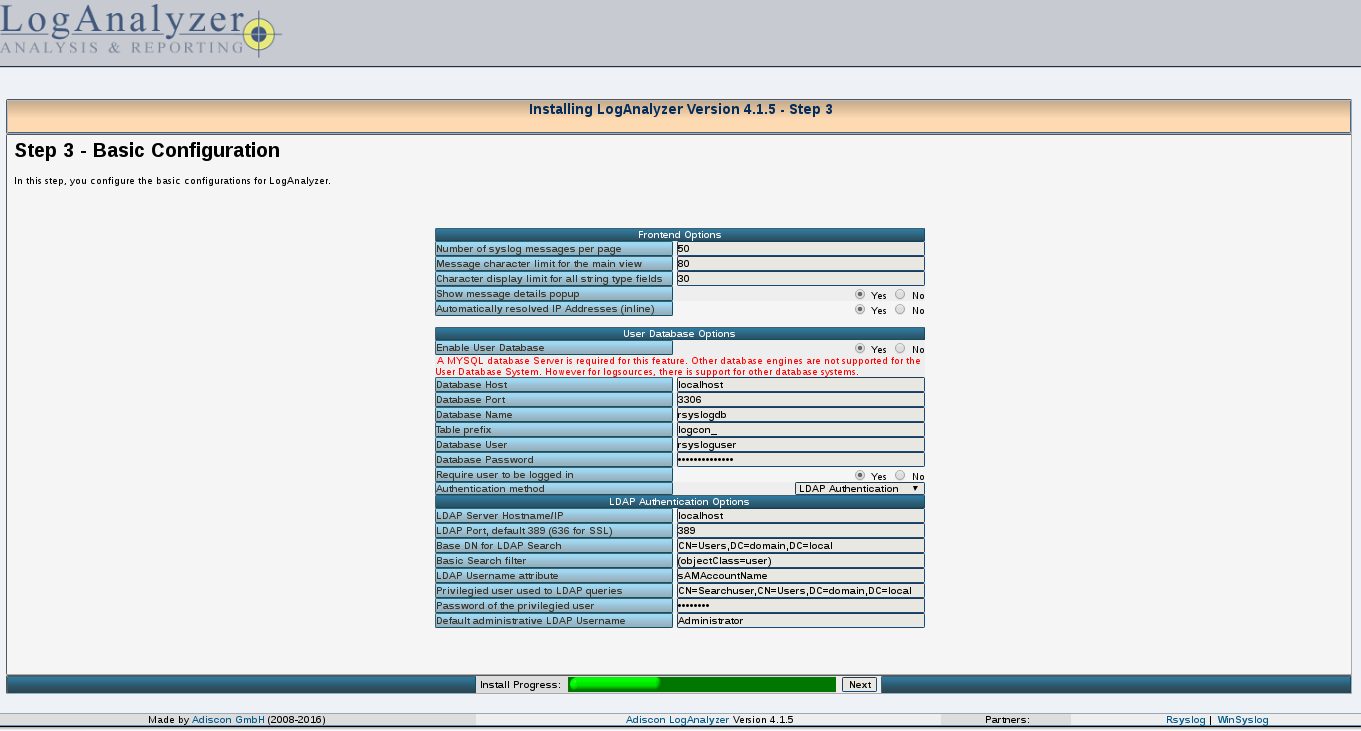 LogAnalyzer
ANALYSIS & REPORTING
Installing LogAnalyzer Version 4.1.5 - Step 3
Step 3 - Basic Configuration
In this step, you configure the basic configurations for LogAnalyzer.
Frontend Options
Number of syslog messages per page 50
Message character limit for the main view 80
Character display limit for all string type fields 30
Show message details popup Yes No
Automatically resolved IP Addresses (inline) Yes No
User Database Options
Enable User Database Yes No
A MYSQL database Server is required for this feature. Other database engines are not supported for the
User Database System. However for logsources, there is support for other database systems.
Database Host localhost
Database Port 3306
Database Name rsyslogdb
Table prefix logcon_
Database User rsysloguser
Database Password ••••••••••••••
Require user to be logged in Yes No
Authentication method LDAP Authentication ▼
LDAP Authentication Options
LDAP Server Hostname/IP localhost
LDAP Port, default 389 (636 for SSL) 389
Base DN for LDAP Search CN=Users,DC=domain,DC=local
Basic Search filter (objectClass=user)
LDAP Username attribute sAMAccountName
Privilegied user used to LDAP queries CN=Searchuser,CN=Users,DC=domain,DC=local
Password of the privilegied user ••••••••
Default administrative LDAP Username Administrator
Install Progress: Next
Made by Adiscon GmbH (2008-2016) Adiscon LogAnalyzer Version 4.1.5 Partners: Rsyslog | WinSyslog